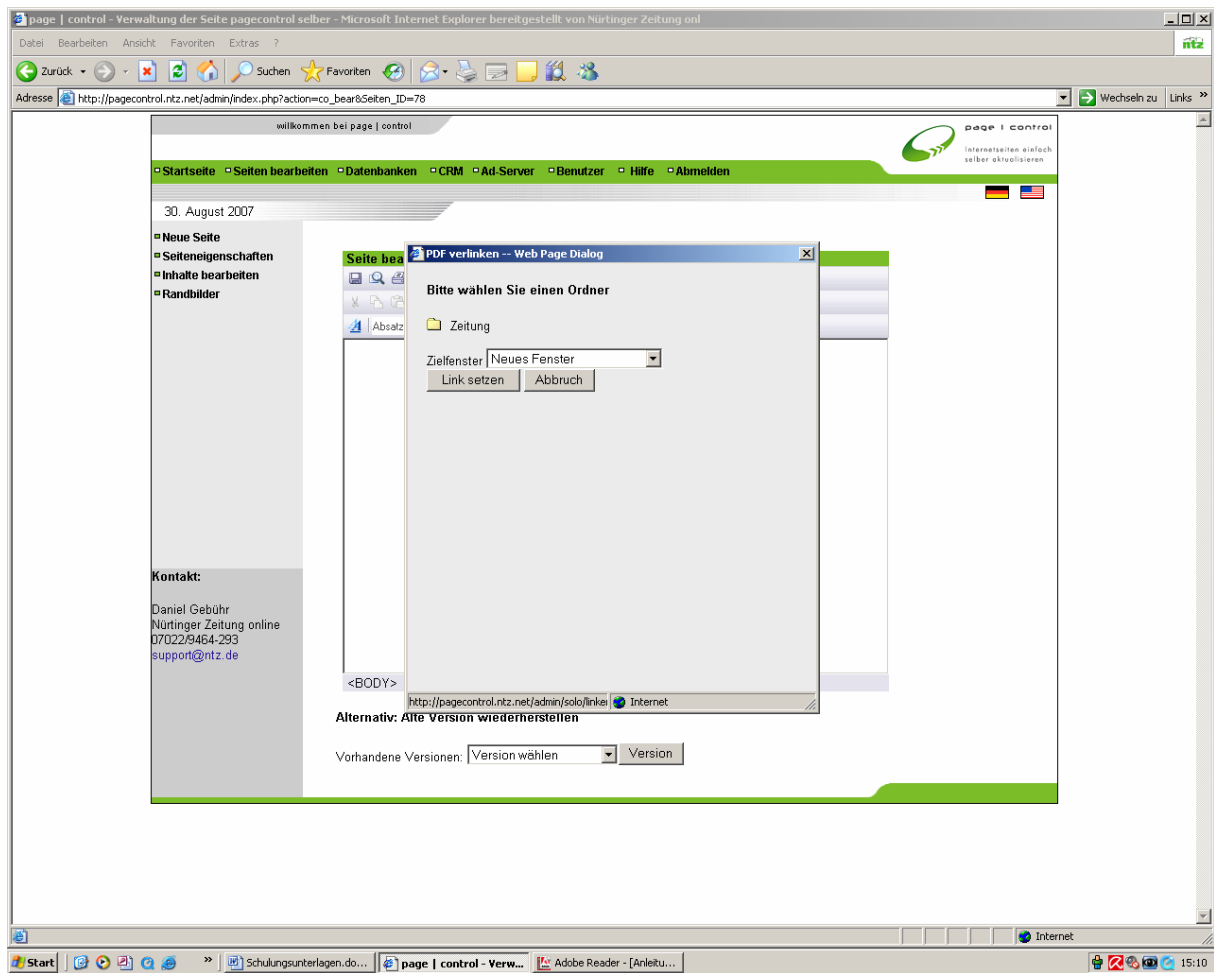 page | control - Verwaltung der Seite pagecontrol selber - Microsoft Internet Explorer bereitgestellt von Nürtinger Zeitung onl
Datei Bearbeiten Ansicht Favoriten Extras ?
ntz
Zurück Suchen Favoriten
Adresse http://pagecontrol.ntz.net/admin/index.php?action=co_bear&Seiten_ID=78 Wechseln zu Links »
willkommen bei page | control
page | control
Internetseiten einfach
selber aktualisieren
Startseite Seiten bearbeiten Datenbanken CRM Ad-Server Benutzer Hilfe Abmelden
30. August 2007
Neue Seite
Seiteneigenschaften
Inhalte bearbeiten
Randbilder
Seite bea
Absatz
PDF verlinken -- Web Page Dialog
Bitte wählen Sie einen Ordner
Zeitung
Zielfenster Neues Fenster
Link setzen Abbruch
http://pagecontrol.ntz.net/admin/solo/linke Internet
Kontakt:
Daniel Gebühr
Nürtinger Zeitung online
07022/9464-293
support@ntz.de
<BODY>
Alternativ: Alte Version wiederherstellen
Vorhandene Versionen: Version wählen Version
Internet
Start » Schulungsunterlagen.do... page | control - Verw... Adobe Reader - [Anleitu... 15:10